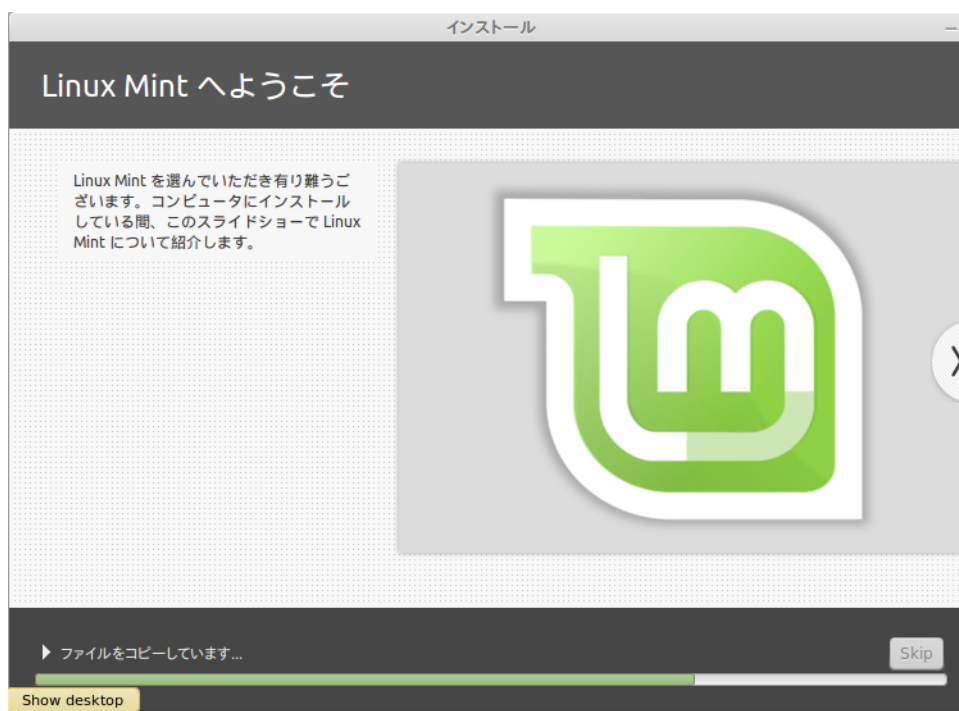 インストール
Linux Mint へようこそ
Linux Mint を選んでいただき有り難うご
ざいます。コンピュータにインストール
している間、このスライドショーで Linux
Mint について紹介します。
ファイルをコピーしています...
Skip
Show desktop